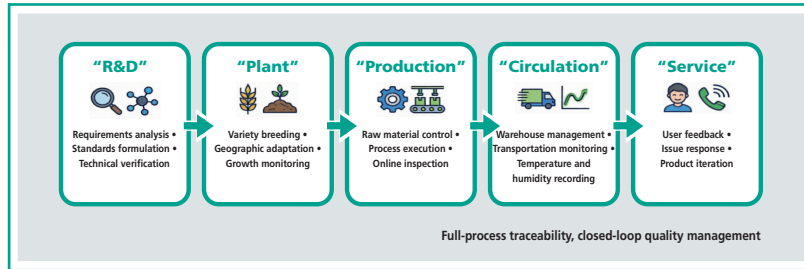 “R&D”
Requirements analysis •
Standards formulation •
Technical verification
“Plant”
Variety breeding •
Geographic adaptation •
Growth monitoring
“Production”
Raw material control •
Process execution •
Online inspection
“Circulation”
Warehouse management •
Transportation monitoring •
Temperature and
humidity recording
“Service”
User feedback •
Issue response •
Product iteration
Full-process traceability, closed-loop quality management